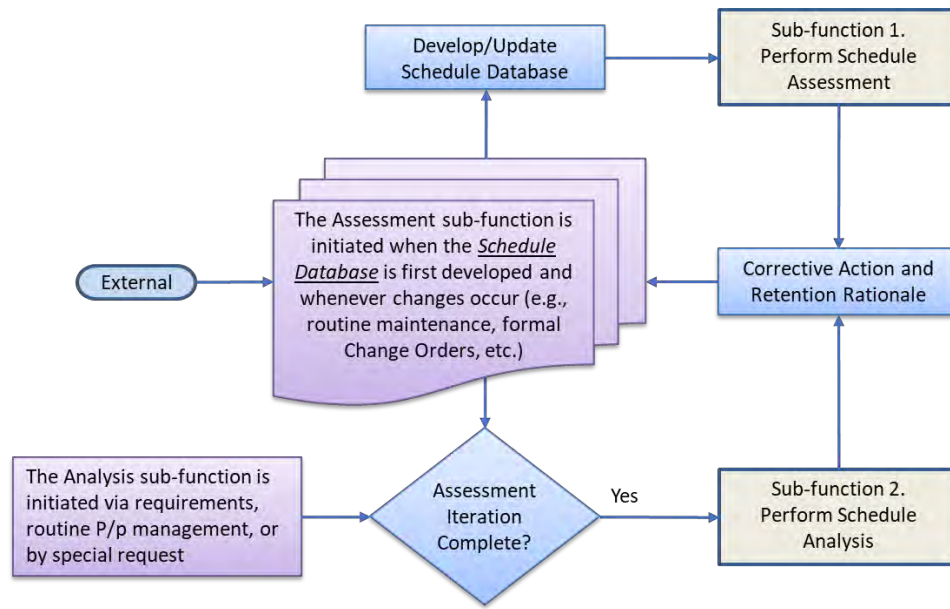 Develop/Update
Schedule Database
Sub-function 1.
Perform Schedule
Assessment
The Assessment sub-function is
initiated when the Schedule
Database is first developed and
whenever changes occur (e.g.,
routine maintenance, formal
Change Orders, etc.)
External
Corrective Action and
Retention Rationale
The Analysis sub-function is
initiated via requirements,
routine P/p management, or
by special request
Assessment
Iteration
Complete?
Yes
Sub-function 2.
Perform Schedule
Analysis